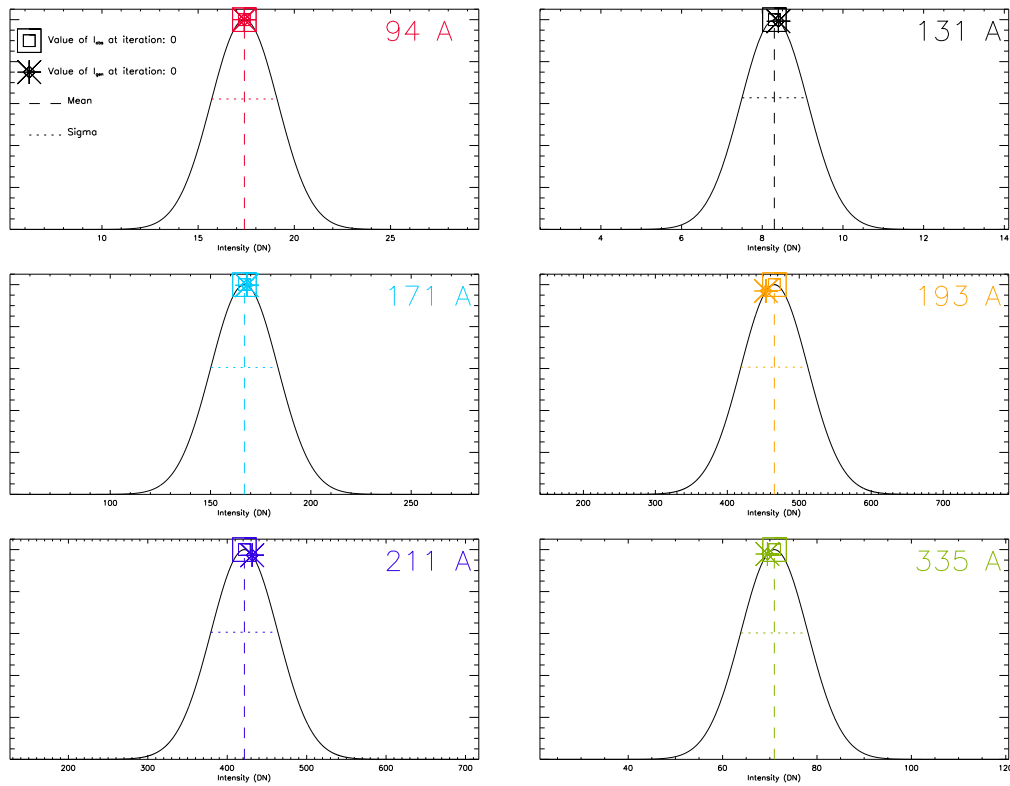 94 A
Value of Iobs at iteration: 0
Value of Igen at iteration: 0
Mean
Sigma
10 15 20 25
Intensity (DN)
131 A
4 6 8 10 12 14
Intensity (DN)
171 A
100 150 200 250
Intensity (DN)
193 A
200 300 400 500 600 700
Intensity (DN)
211 A
200 300 400 500 600 700
Intensity (DN)
335 A
40 60 80 100 120
Intensity (DN)